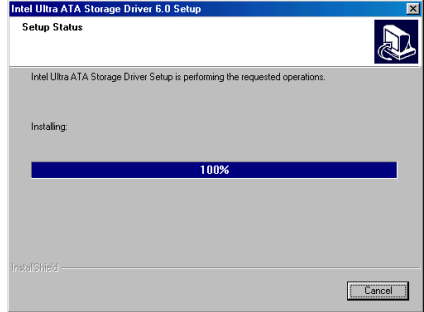 Intel Ultra ATA Storage Driver 6.0 Setup
Setup Status
Intel Ultra ATA Storage Driver Setup is performing the requested operations.
Installing:
100%
InstallShield
Cancel